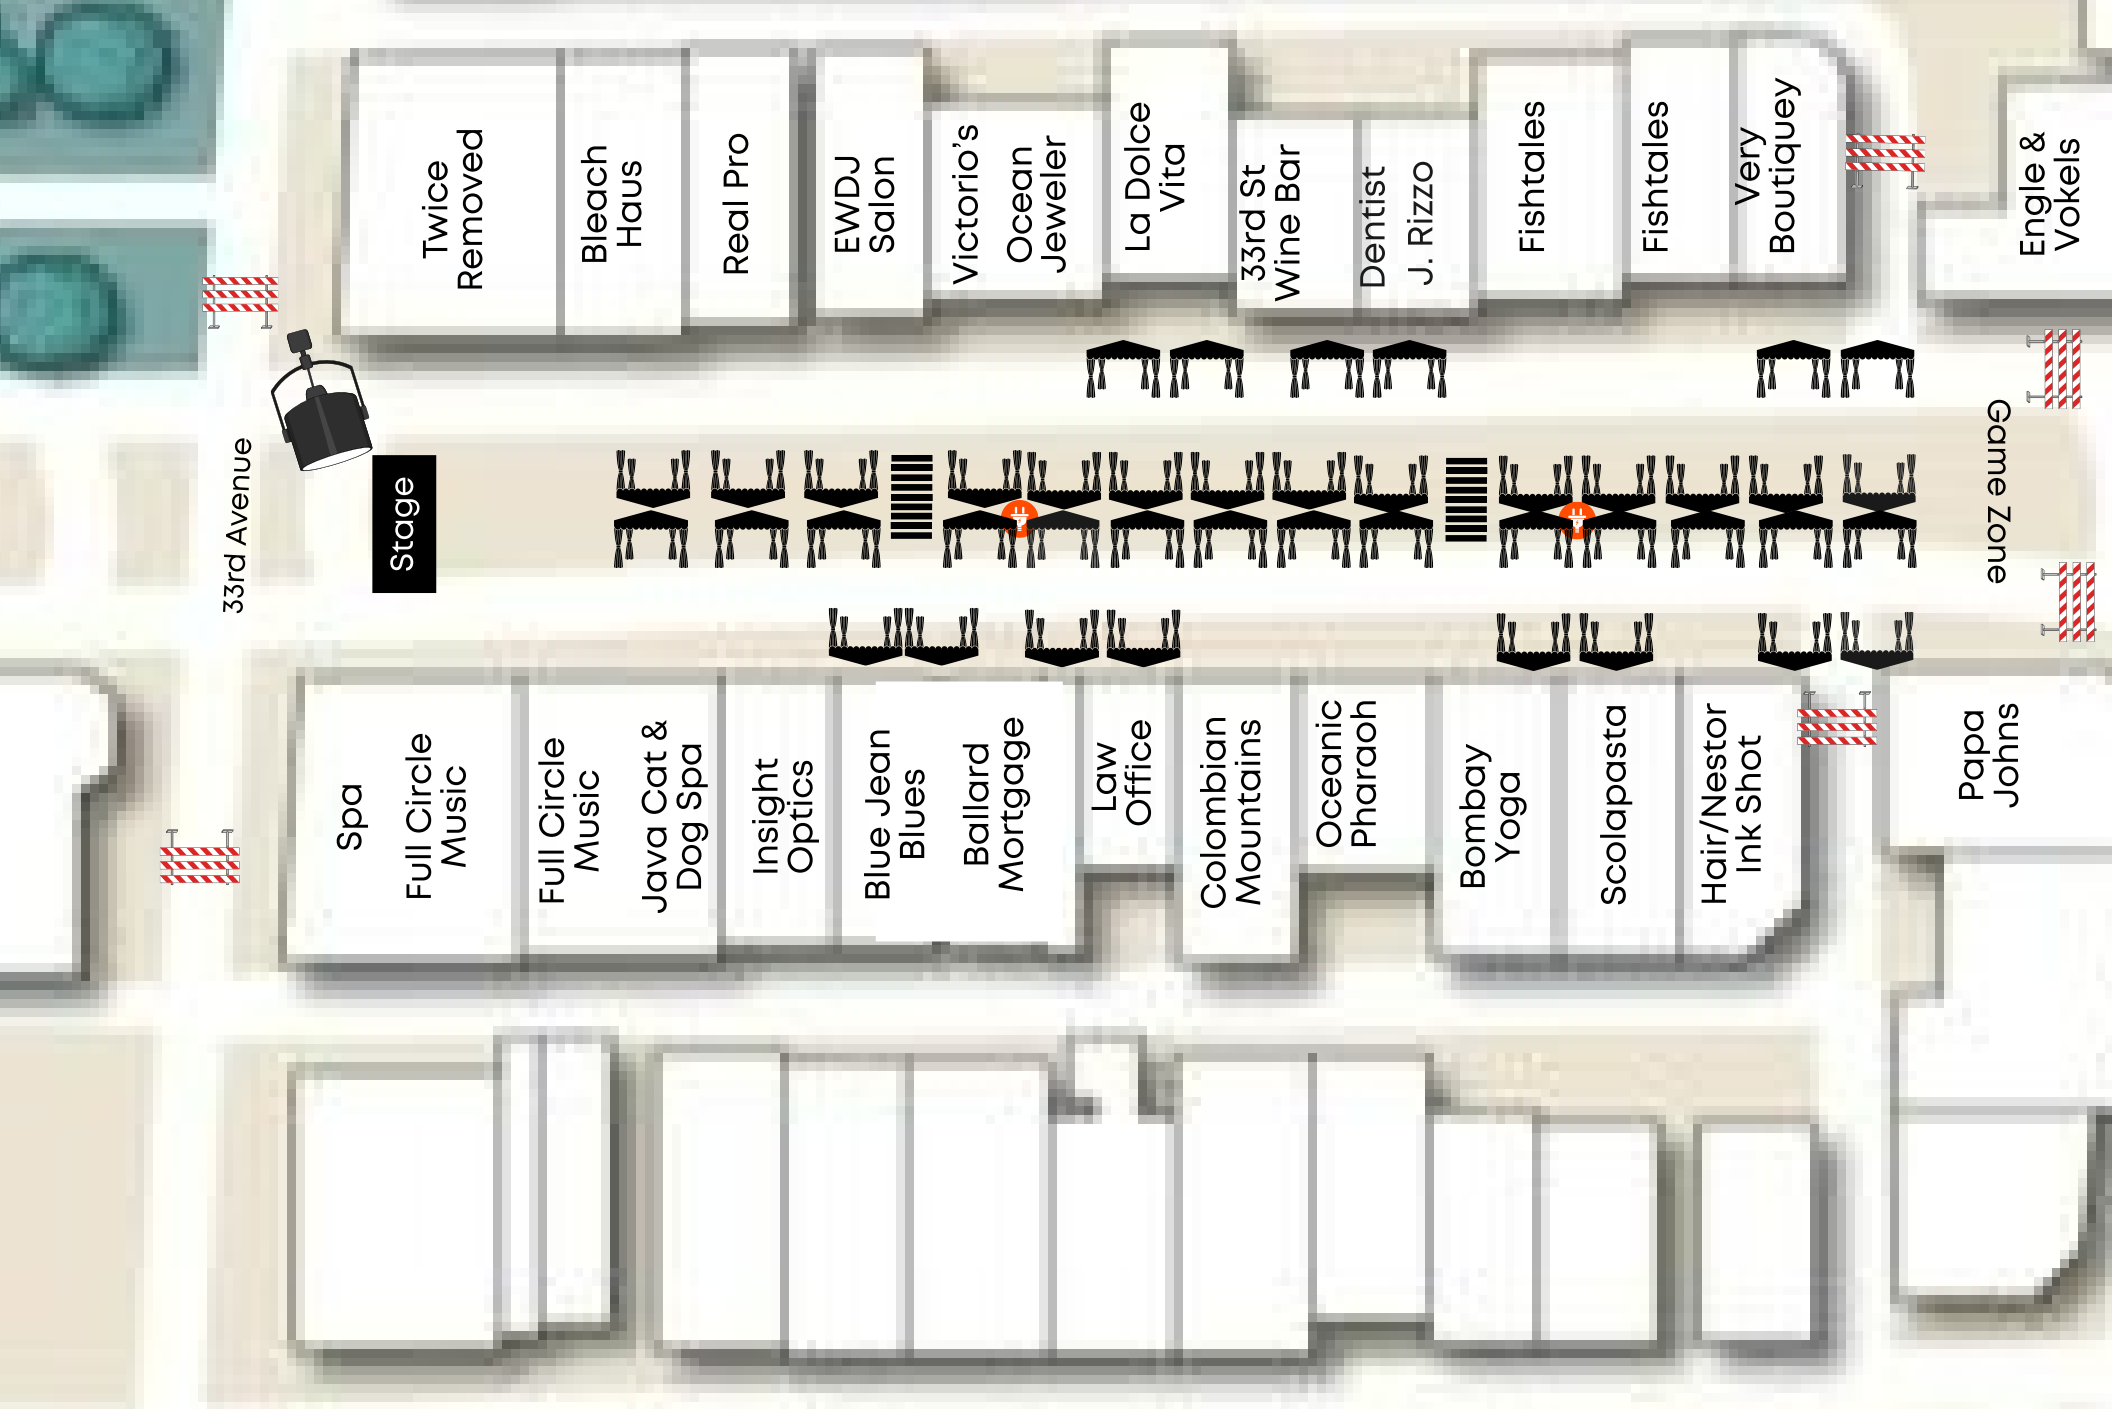 Twice
Removed
Bleach
Haus
Real Pro
EWDJ
Salon
Victorio's
Ocean
Jeweler
La Dolce
Vita
33rd St
Wine Bar
Dentist
J. Rizzo
Fishtales
Fishtales
Very
Boutiquey
Engle &
Vokels
33rd Avenue
Stage
Game Zone
Spa
Full Circle
Music
Full Circle
Music
Java Cat &
Dog Spa
Insight
Optics
Blue Jean
Blues
Ballard
Mortgage
Law
Office
Colombian
Mountains
Oceanic
Pharaoh
Bombay
Yoga
Scolapasta
Hair/Nestor
Ink Shot
Papa
Johns